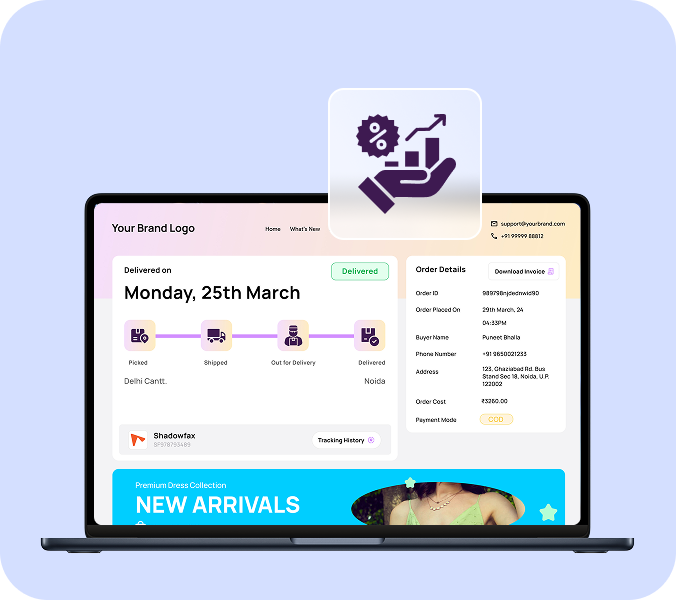 %
Your Brand Logo
Home
What's New
support@yourbrand.com
+91 99999 88812
Delivered on
Delivered
Monday, 25th March
Picked
Shipped
Out for Delivery
Delivered
Delhi Cantt.
Noida
Shadowfax
SF978793489
Tracking History
Order Details
Download Invoice
Order ID
989798njdednwid90
Order Placed On
29th March, 24
04:33PM
Buyer Name
Puneet Bhalla
Phone Number
+91 9650021233
Address
123, Ghaziabad Rd, Bus
Stand Sec 18, Noida, U.P.
122002
Order Cost
₹3260.00
Payment Mode
COD
Premium Dress Collection
NEW ARRIVALS